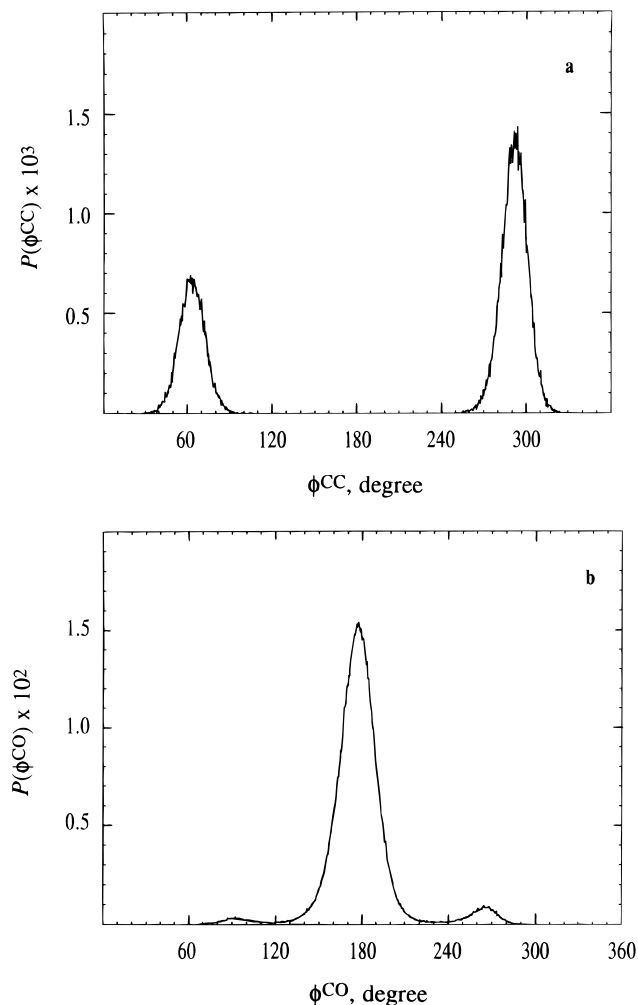 a
1.5
1.0
0.5
P(ϕCC) x 10³
60 120 180 240 300
ϕCC, degree
b
1.5
1.0
0.5
P(ϕCO) x 10²
60 120 180 240 300 360
ϕCO, degree